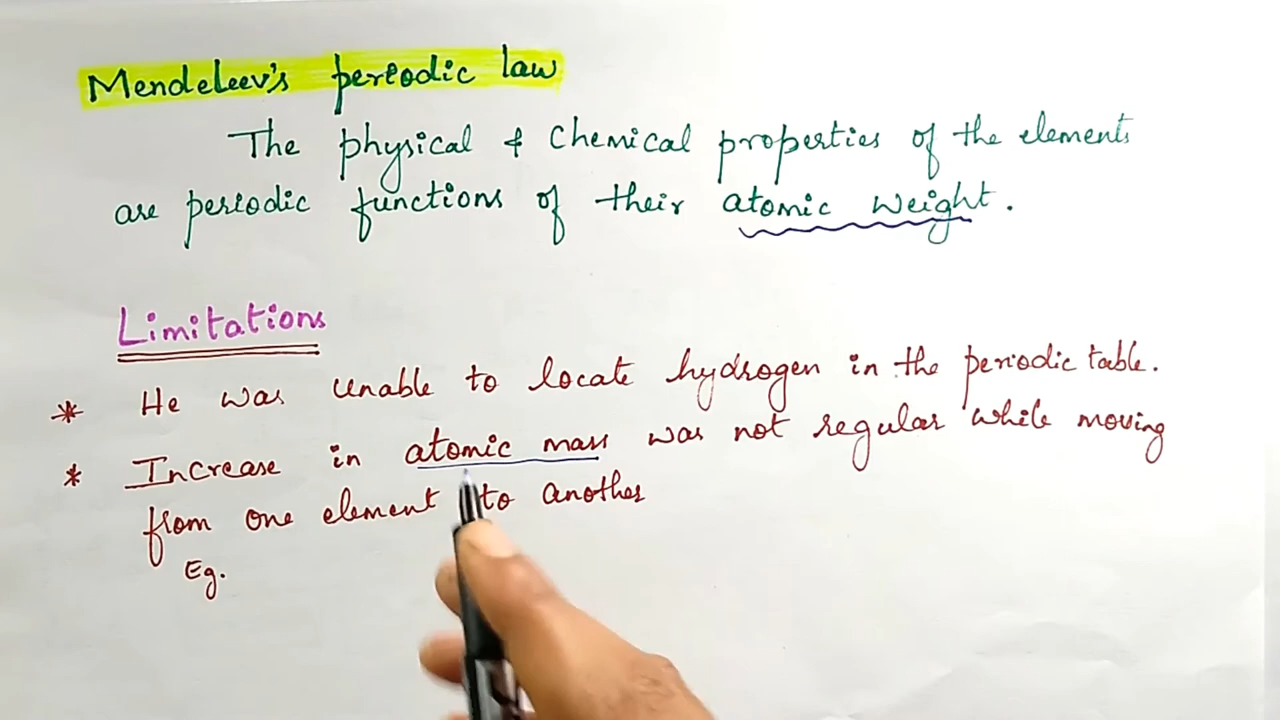 Mendeleev's periodic law
The physical & Chemical properties of the elements
are periodic functions of their atomic weight.
Limitations
* He was unable to locate hydrogen in the periodic table.
* Increase in atomic mass was not regular while moving
from one element to another
Eg.